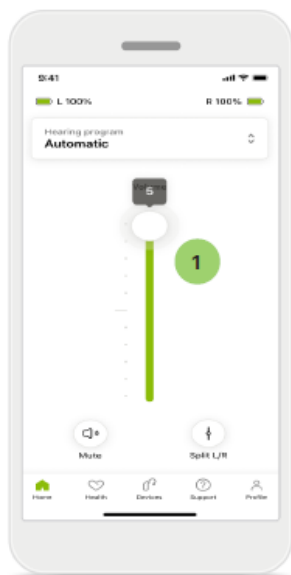 9:41
L 100% R 100%
Hearing program
Automatic
5
1
Mute Split L/R
Home Health Devices Support Profile